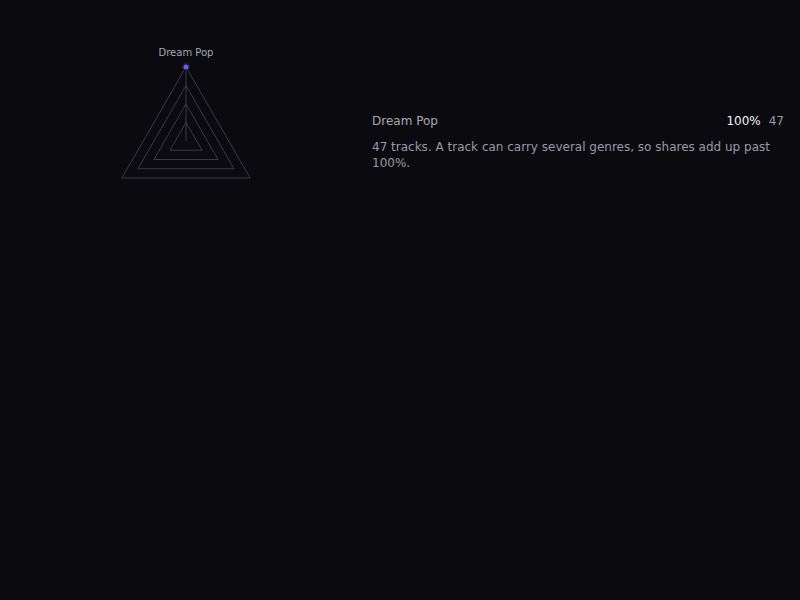 Dream Pop
Dream Pop 100% 47
47 tracks. A track can carry several genres, so shares add up past
100%.